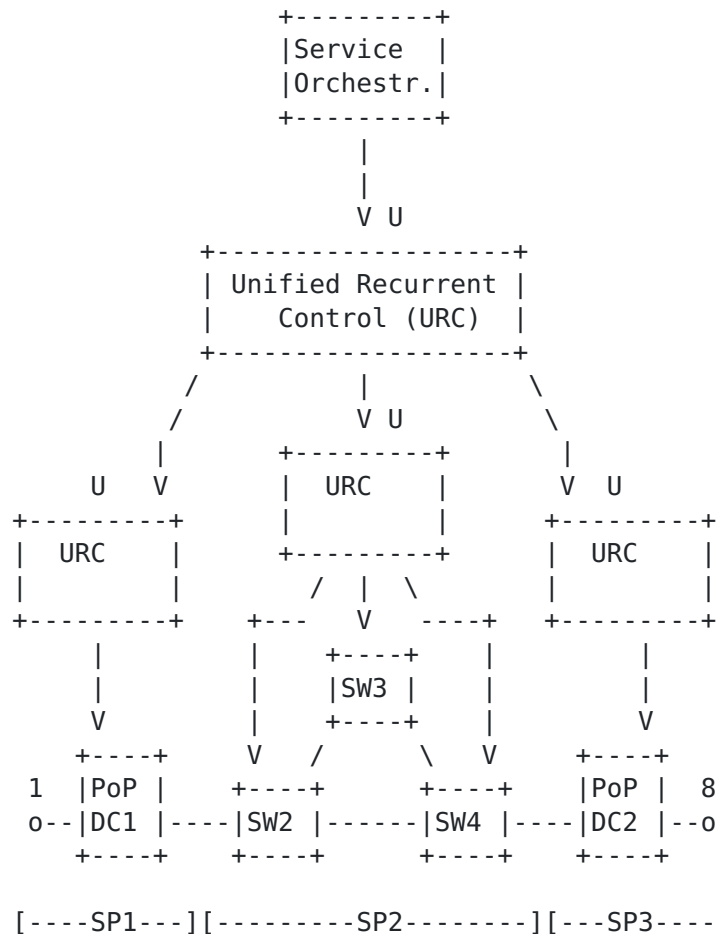 +---------+
|Service  |
|Orchestr.|
+---------+
|
|
V U
+-------------------+
| Unified Recurrent |
|   Control (URC)   |
+-------------------+
/         |          \
/           V U         \
|       +---------+       |
U   V       |  URC    |       V  U
+---------+      |         |      +---------+
|  URC    |      +---------+      |  URC    |
|         |        /  |  \        |         |
+---------+    +---   V   ----+   +---------+
|         |    +----+    |         |
|         |    |SW3 |    |         |
V         |    +----+    |         V
+----+     V   /      \   V     +----+
1  |PoP |    +----+      +----+    |PoP |  8
o--|DC1 |----|SW2 |------|SW4 |----|DC2 |--o
+----+    +----+      +----+    +----+
[----SP1---][---------SP2--------][---SP3----